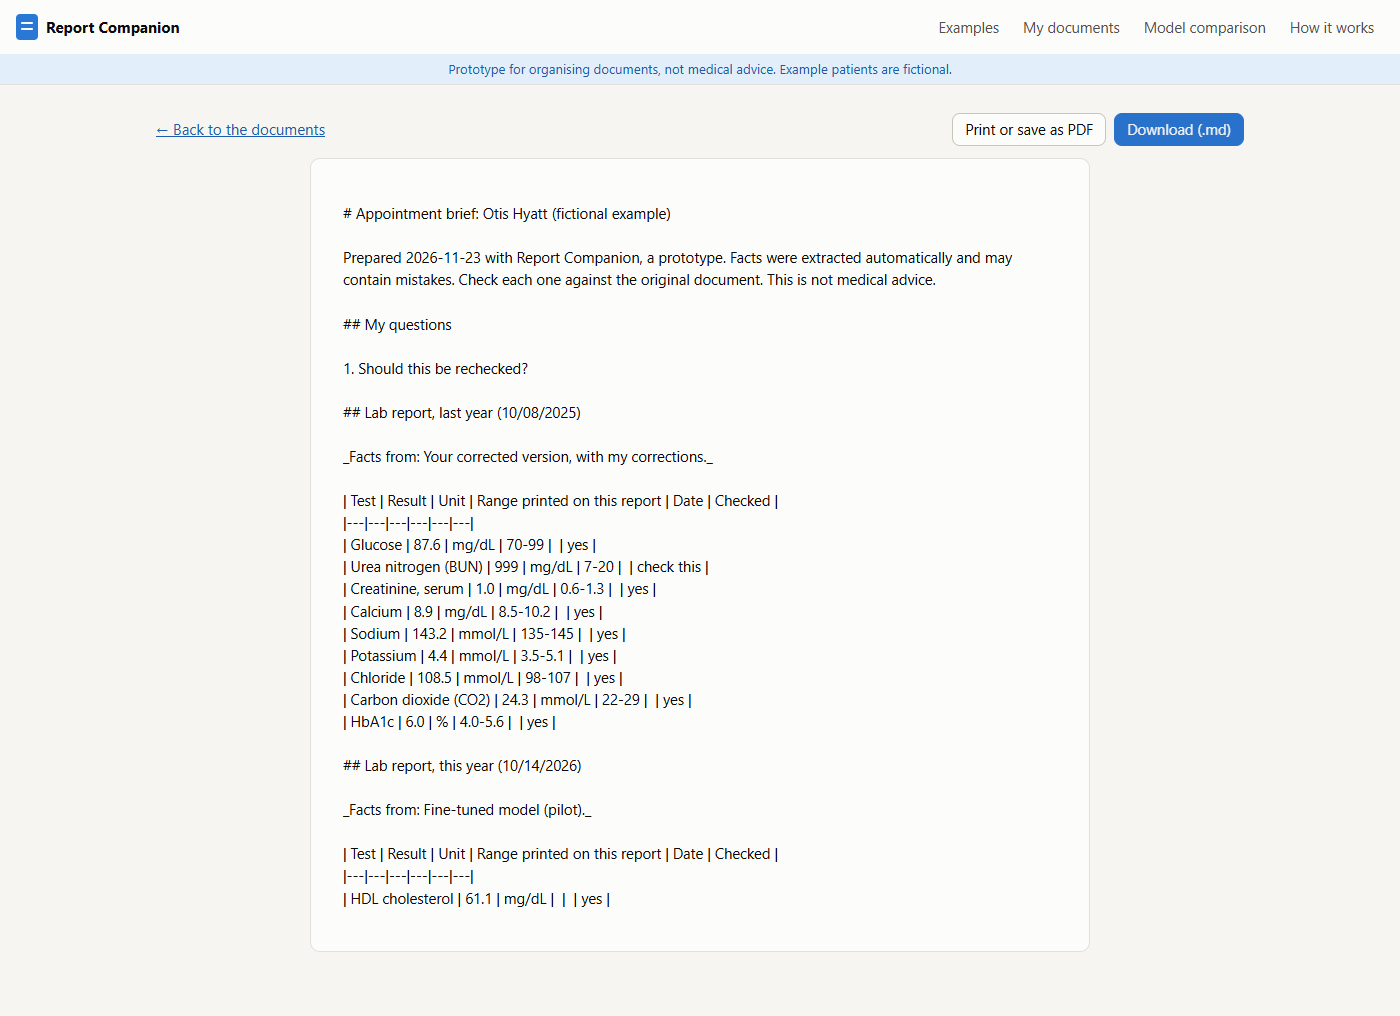 Report Companion
Examples
My documents
Model comparison
How it works
Prototype for organising documents, not medical advice. Example patients are fictional.
← Back to the documents
Print or save as PDF
Download (.md)
# Appointment brief: Otis Hyatt (fictional example)
Prepared 2026-11-23 with Report Companion, a prototype. Facts were extracted automatically and may
contain mistakes. Check each one against the original document. This is not medical advice.
## My questions
1. Should this be rechecked?
## Lab report, last year (10/08/2025)
_Facts from: Your corrected version, with my corrections._
| Test | Result | Unit | Range printed on this report | Date | Checked |
|---|---|---|---|---|---|
| Glucose | 87.6 | mg/dL | 70-99 |  | yes |
| Urea nitrogen (BUN) | 999 | mg/dL | 7-20 |  | check this |
| Creatinine, serum | 1.0 | mg/dL | 0.6-1.3 |  | yes |
| Calcium | 8.9 | mg/dL | 8.5-10.2 |  | yes |
| Sodium | 143.2 | mmol/L | 135-145 |  | yes |
| Potassium | 4.4 | mmol/L | 3.5-5.1 |  | yes |
| Chloride | 108.5 | mmol/L | 98-107 |  | yes |
| Carbon dioxide (CO2) | 24.3 | mmol/L | 22-29 |  | yes |
| HbA1c | 6.0 | % | 4.0-5.6 |  | yes |
## Lab report, this year (10/14/2026)
_Facts from: Fine-tuned model (pilot)._
| Test | Result | Unit | Range printed on this report | Date | Checked |
|---|---|---|---|---|---|
| HDL cholesterol | 61.1 | mg/dL |  |  | yes |